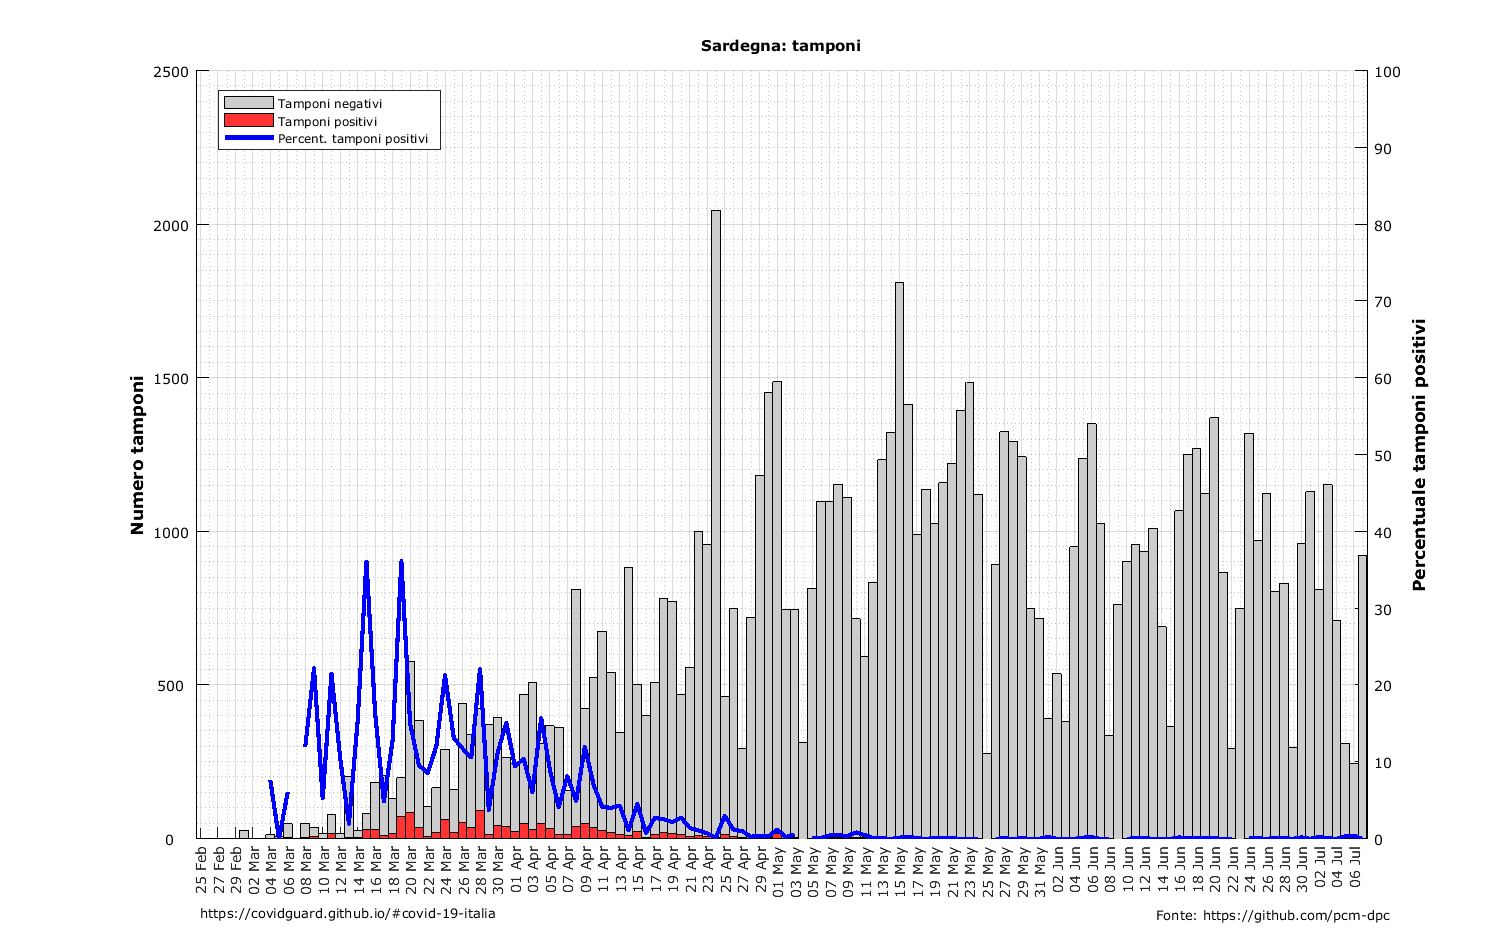 Sardegna: tamponi
Tamponi negativi
Tamponi positivi
Percent. tamponi positivi
Numero tamponi
2500
2000
1500
1000
500
0
100
90
80
70
60
50
40
30
20
10
0
Percentuale tamponi positivi
25 Feb
27 Feb
29 Feb
02 Mar
04 Mar
06 Mar
08 Mar
10 Mar
12 Mar
14 Mar
16 Mar
18 Mar
20 Mar
22 Mar
24 Mar
26 Mar
28 Mar
30 Mar
01 Apr
03 Apr
05 Apr
07 Apr
09 Apr
11 Apr
13 Apr
15 Apr
17 Apr
19 Apr
21 Apr
23 Apr
25 Apr
27 Apr
29 Apr
01 May
03 May
05 May
07 May
09 May
11 May
13 May
15 May
17 May
19 May
21 May
23 May
25 May
27 May
29 May
31 May
02 Jun
04 Jun
06 Jun
08 Jun
10 Jun
12 Jun
14 Jun
16 Jun
18 Jun
20 Jun
22 Jun
24 Jun
26 Jun
28 Jun
30 Jun
02 Jul
04 Jul
06 Jul
https://covidguard.github.io/#covid-19-italia
Fonte: https://github.com/pcm-dpc